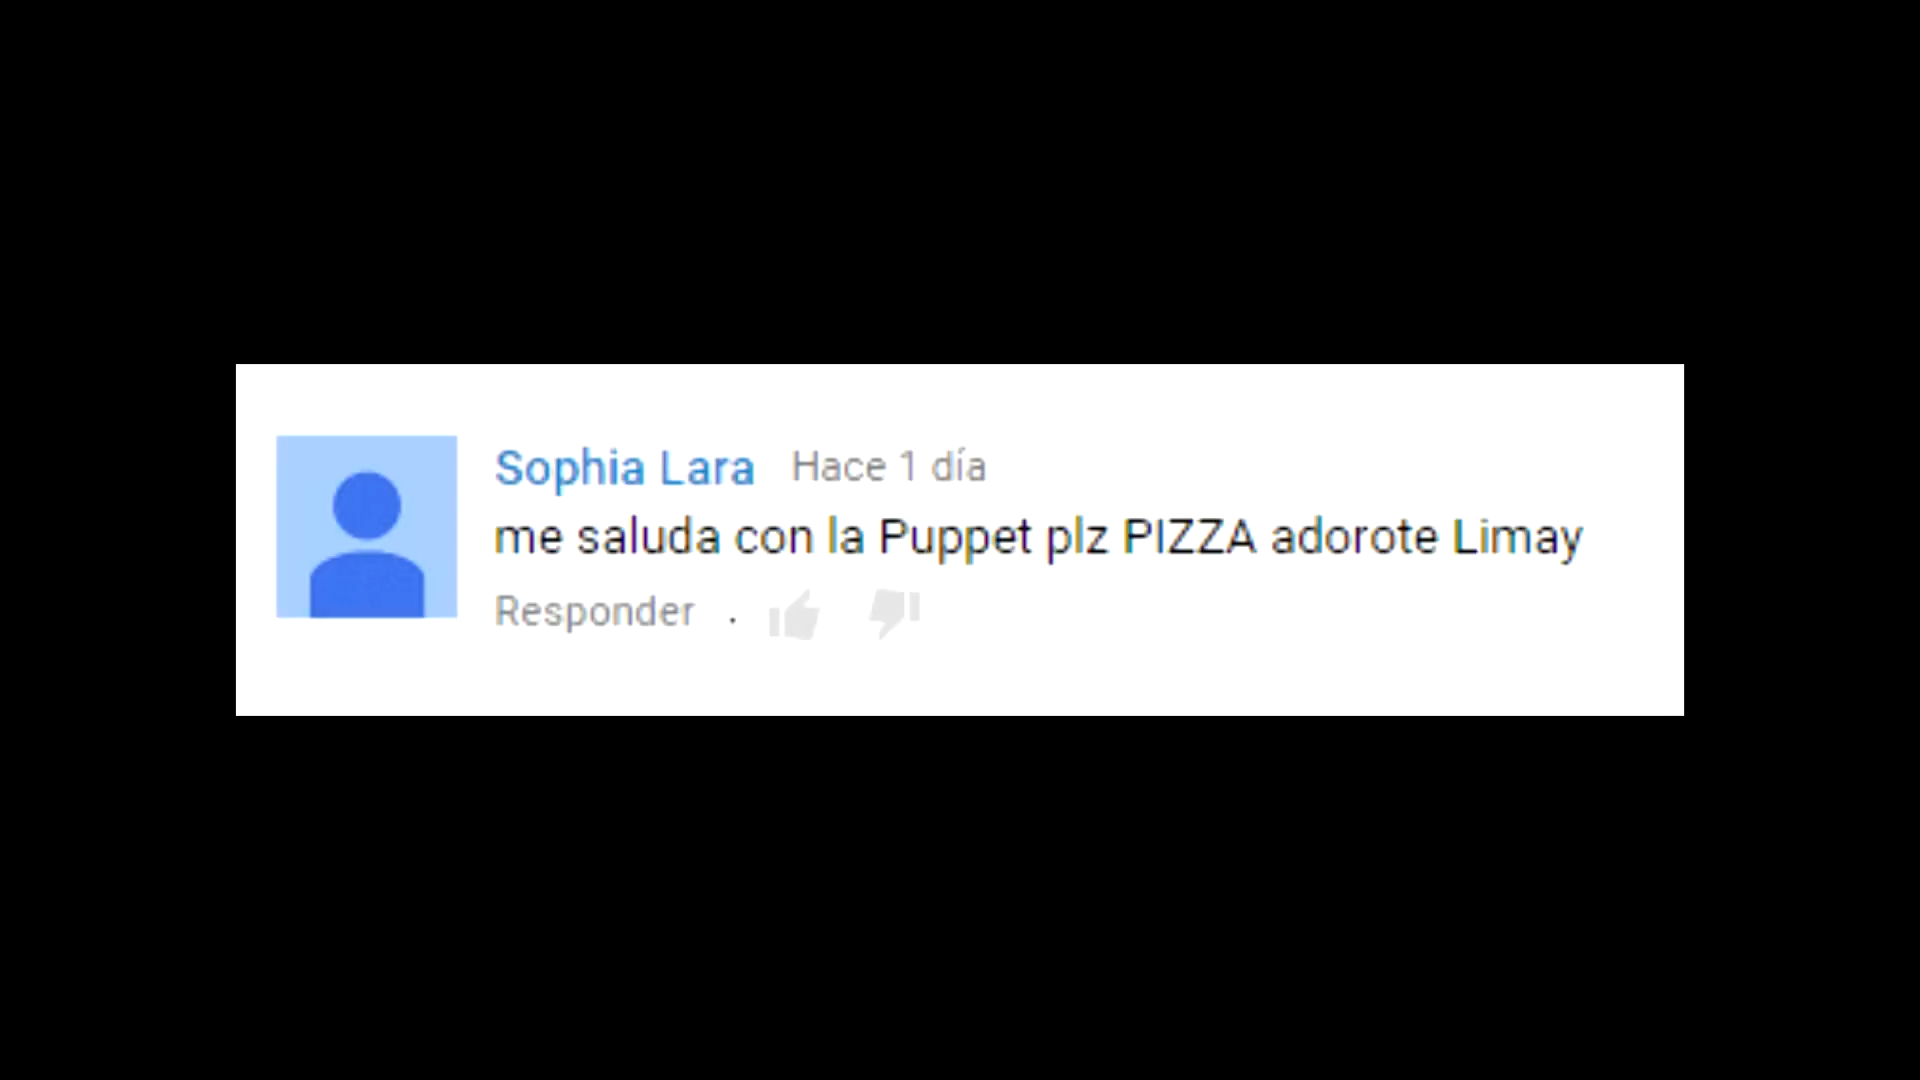 Sophia Lara Hace 1 día
me saluda con la Puppet plz PIZZA adorote Limay
Responder .